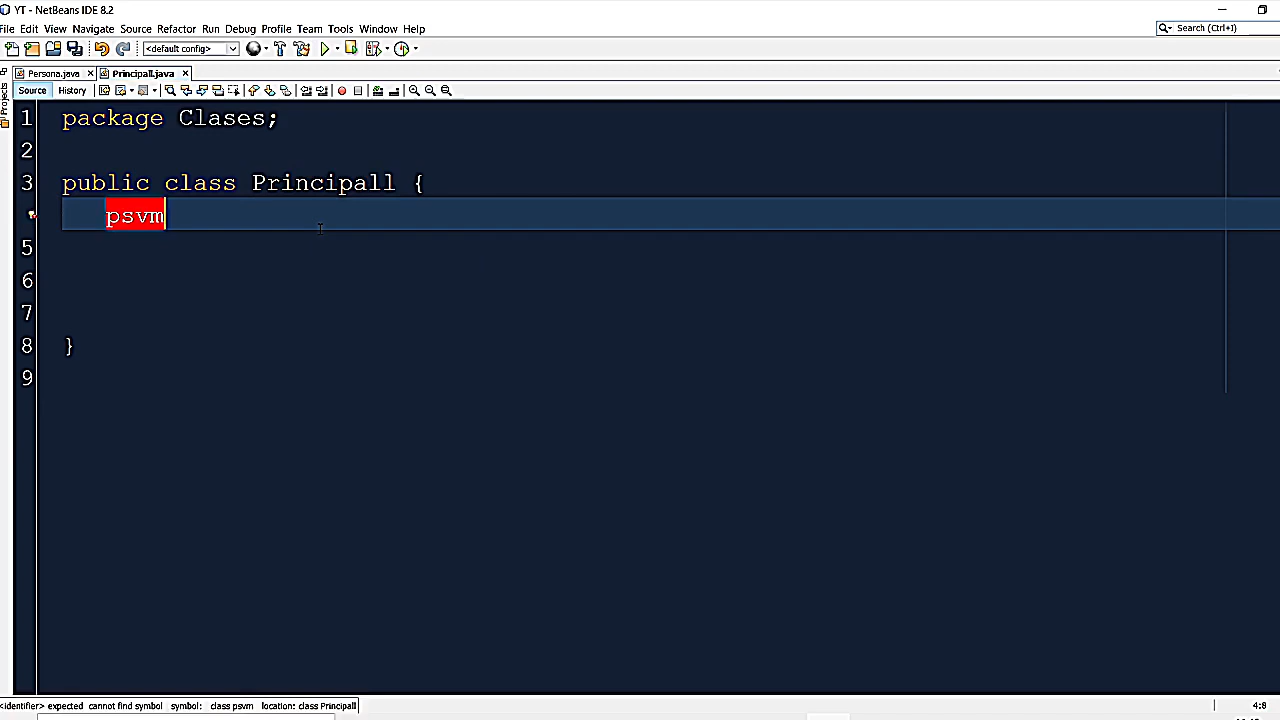 YT - NetBeans IDE 8.2
File Edit View Navigate Source Refactor Run Debug Profile Team Tools Window Help
Search (Ctrl+I)
<default config>
Persona.java
Principall.java
Projects
Source
History
1 package Clases;
2
3 public class Principall {
psvm
5
6
7
8 }
9
<identifier> expected cannot find symbol symbol: class psvm location: class Principall
4:8